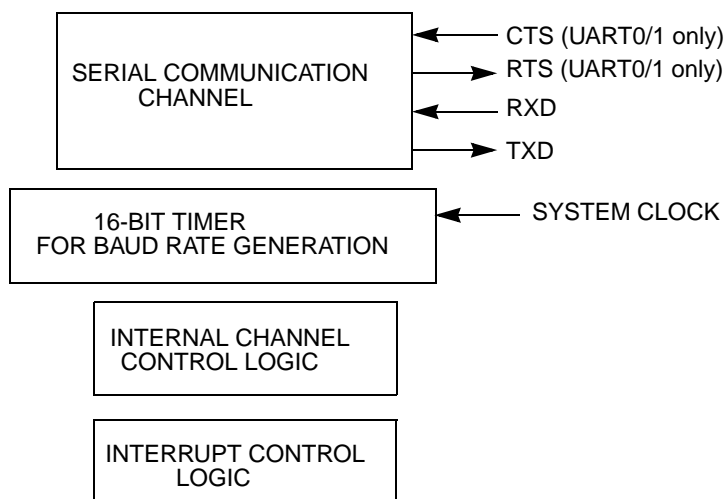 SERIAL COMMUNICATION
CHANNEL
CTS (UART0/1 only)
RTS (UART0/1 only)
RXD
TXD
16-BIT TIMER
FOR BAUD RATE GENERATION
SYSTEM CLOCK
INTERNAL CHANNEL
CONTROL LOGIC
INTERRUPT CONTROL
LOGIC